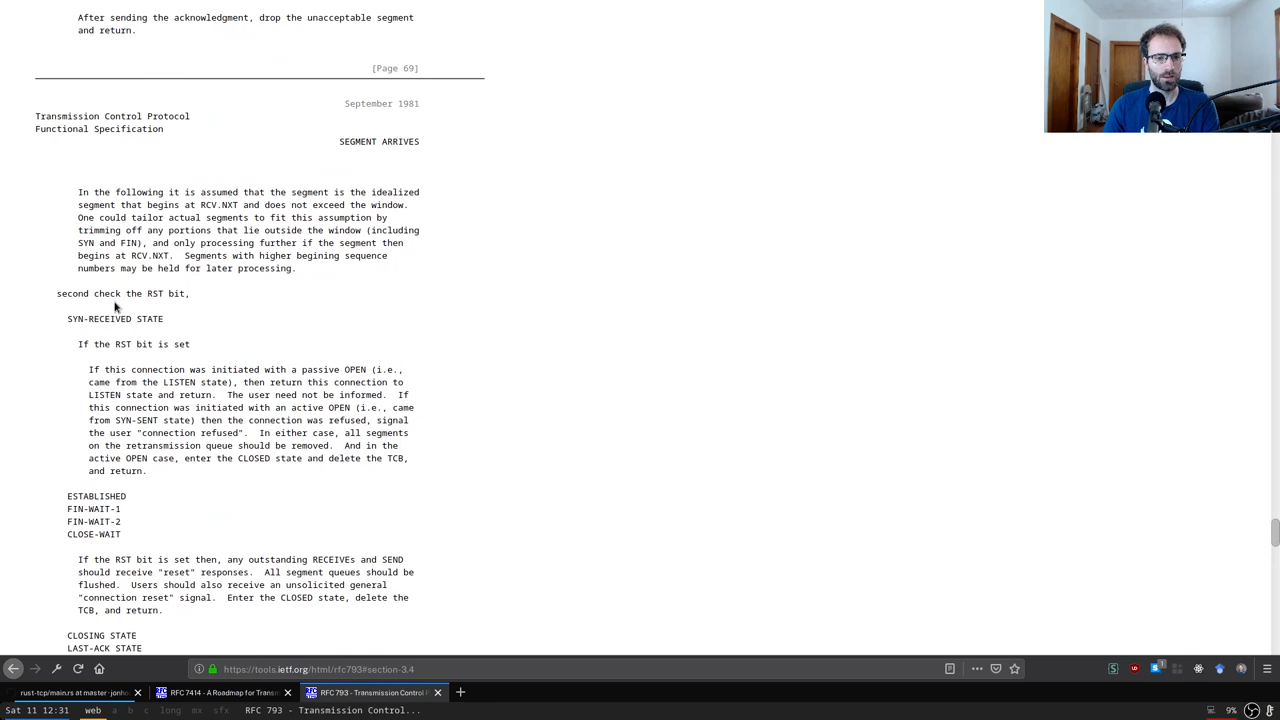 After sending the acknowledgment, drop the unacceptable segment
and return.
[Page 69]
September 1981
Transmission Control Protocol
Functional Specification
SEGMENT ARRIVES
In the following it is assumed that the segment is the idealized
segment that begins at RCV.NXT and does not exceed the window.
One could tailor actual segments to fit this assumption by
trimming off any portions that lie outside the window (including
SYN and FIN), and only processing further if the segment then
begins at RCV.NXT.  Segments with higher begining sequence
numbers may be held for later processing.
second check the RST bit,
SYN-RECEIVED STATE
If the RST bit is set
If this connection was initiated with a passive OPEN (i.e.,
came from the LISTEN state), then return this connection to
LISTEN state and return.  The user need not be informed.  If
this connection was initiated with an active OPEN (i.e., came
from SYN-SENT state) then the connection was refused, signal
the user "connection refused".  In either case, all segments
on the retransmission queue should be removed.  And in the
active OPEN case, enter the CLOSED state and delete the TCB,
and return.
ESTABLISHED
FIN-WAIT-1
FIN-WAIT-2
CLOSE-WAIT
If the RST bit is set then, any outstanding RECEIVEs and SEND
should receive "reset" responses.  All segment queues should be
flushed.  Users should also receive an unsolicited general
"connection reset" signal.  Enter the CLOSED state, delete the
TCB, and return.
CLOSING STATE
LAST-ACK STATE
https://tools.ietf.org/html/rfc793#section-3.4
rust-tcp/main.rs at master · jonho
RFC 7414 - A Roadmap for Transm
RFC 793 - Transmission Control P
Sat 11 12:31 web a b c long mx sfx RFC 793 - Transmission Control... 9%